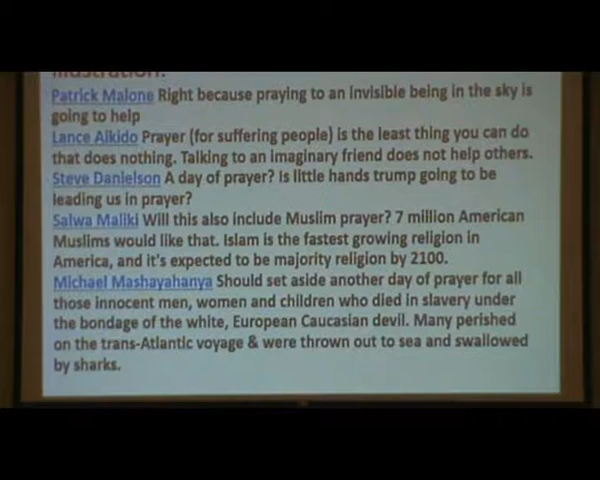 Illustration:
Patrick Malone Right because praying to an invisible being in the sky is
going to help
Lance Aikido Prayer (for suffering people) is the least thing you can do
that does nothing. Talking to an imaginary friend does not help others.
Steve Danielson A day of prayer? Is little hands trump going to be
leading us in prayer?
Salwa Maliki Will this also include Muslim prayer? 7 million American
Muslims would like that. Islam is the fastest growing religion in
America, and it's expected to be majority religion by 2100.
Michael Mashayahanya Should set aside another day of prayer for all
those innocent men, women and children who died in slavery under
the bondage of the white, European Caucasian devil. Many perished
on the trans-Atlantic voyage & were thrown out to sea and swallowed
by sharks.